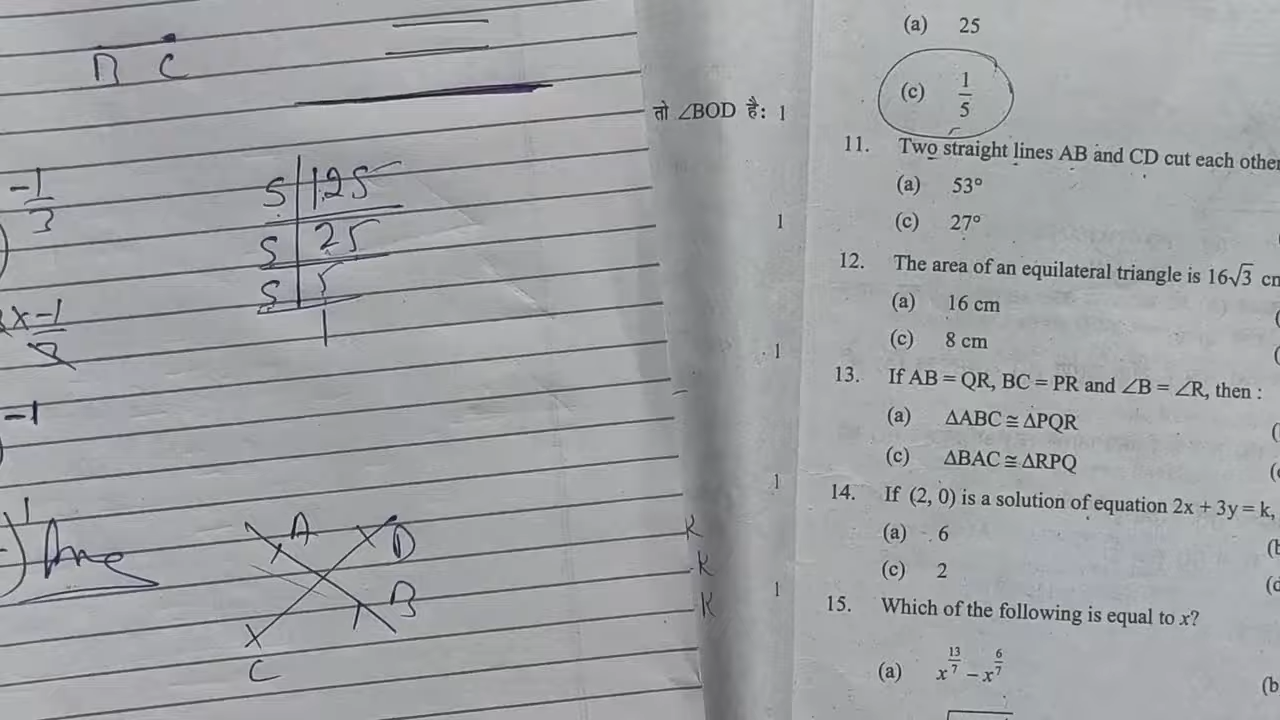 B C
-1
3
5 | 125
5 | 25
5 | 5
1
x -1
3
-1
1
Ans
A
D
B
C
तो ∠BOD है: 1
1
1
1
K
K
1
K
(a) 25
(c) 1/5
11. Two straight lines AB and CD cut each other
(a) 53°
(c) 27°
12. The area of an equilateral triangle is 16√3 cm
(a) 16 cm
(c) 8 cm
13. If AB = QR, BC = PR and ∠B = ∠R, then :
(a) ΔABC ≅ ΔPQR
(c) ΔBAC ≅ ΔRPQ
14. If (2, 0) is a solution of equation 2x + 3y = k,
(a) 6
(c) 2
15. Which of the following is equal to x?
(a) x^(13/7) − x^(6/7)
(b